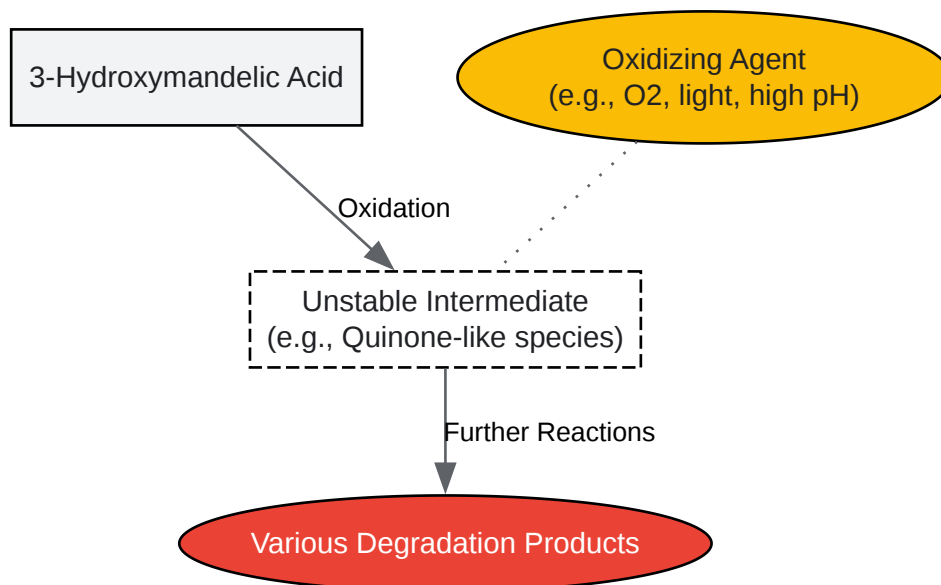 3-Hydroxymandelic Acid
Oxidizing Agent
(e.g., O2, light, high pH)
Oxidation
Unstable Intermediate
(e.g., Quinone-like species)
Further Reactions
Various Degradation Products